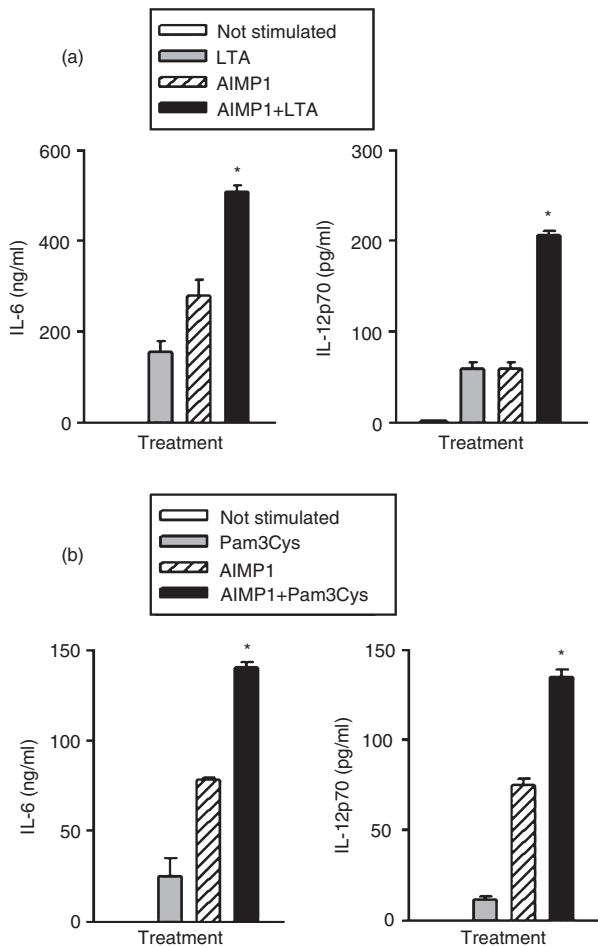 (a)
Not stimulated
LTA
AIMP1
AIMP1+LTA
IL-6 (ng/ml)
600
400
200
0
*
Treatment
IL-12p70 (pg/ml)
300
200
100
0
*
Treatment
(b)
Not stimulated
Pam3Cys
AIMP1
AIMP1+Pam3Cys
IL-6 (ng/ml)
150
100
50
0
*
Treatment
IL-12p70 (pg/ml)
150
100
50
0
*
Treatment